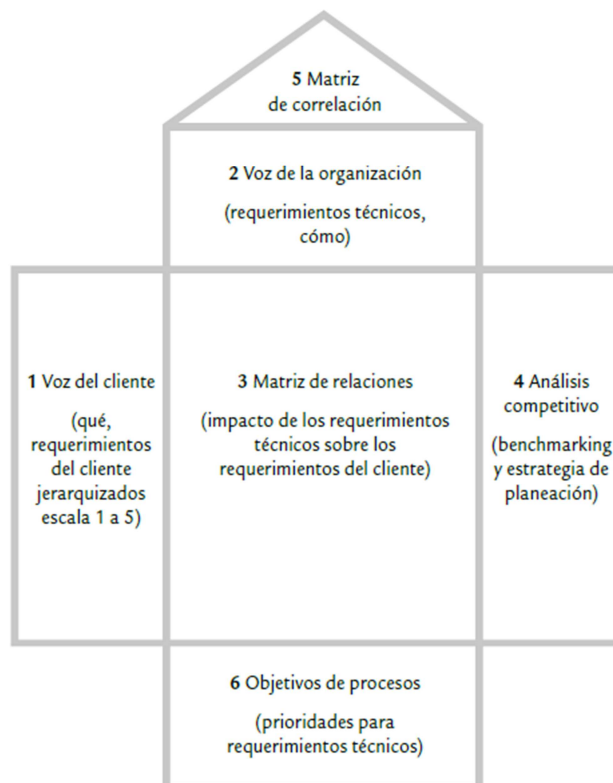 5 Matriz
de correlación
2 Voz de la organización
(requerimientos técnicos,
cómo)
1 Voz del cliente
(qué,
requerimientos
del cliente
jerarquizados
escala 1 a 5)
3 Matriz de relaciones
(impacto de los requerimientos
técnicos sobre los
requerimientos del cliente)
4 Análisis
competitivo
(benchmarking
y estrategia de
planeación)
6 Objetivos de procesos
(prioridades para
requerimientos técnicos)